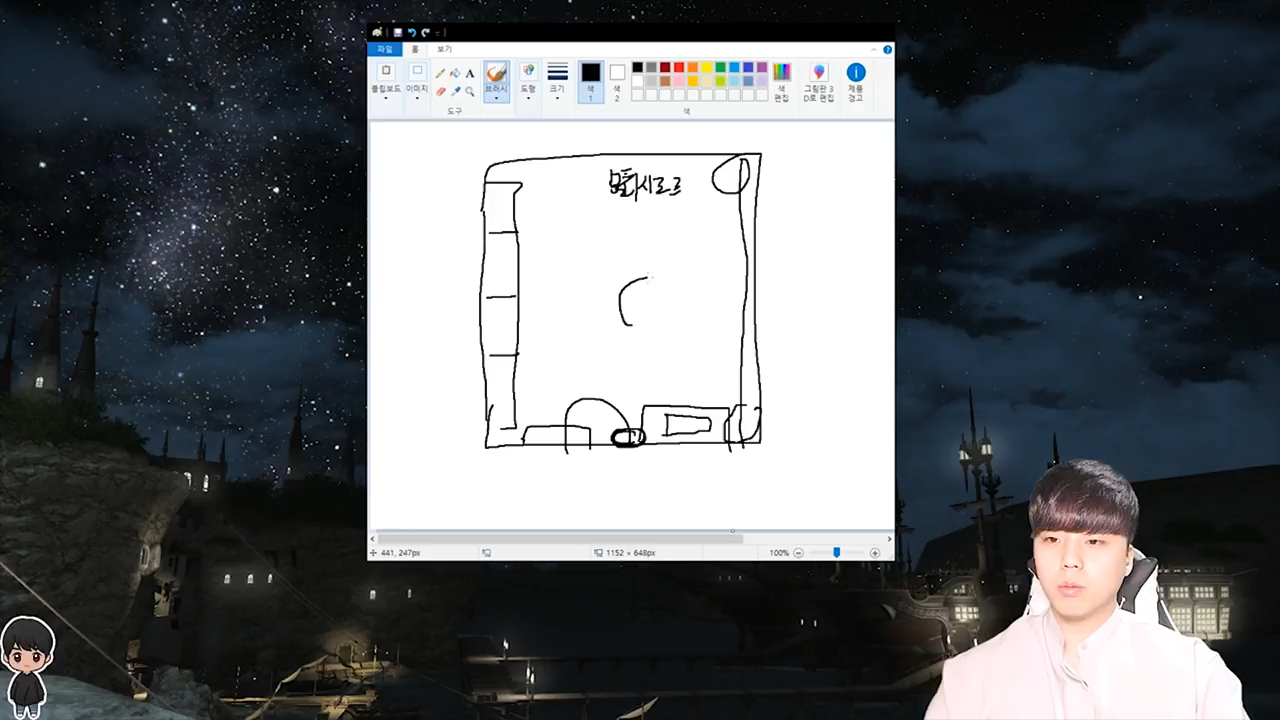 파일 홈 보기
클립보드 이미지 A 브러시 도형 크기 색 1 색 2 색 편집 그림판 3D로 편집 제품 경고
도구 색
441, 247px 1152 × 648px 100%